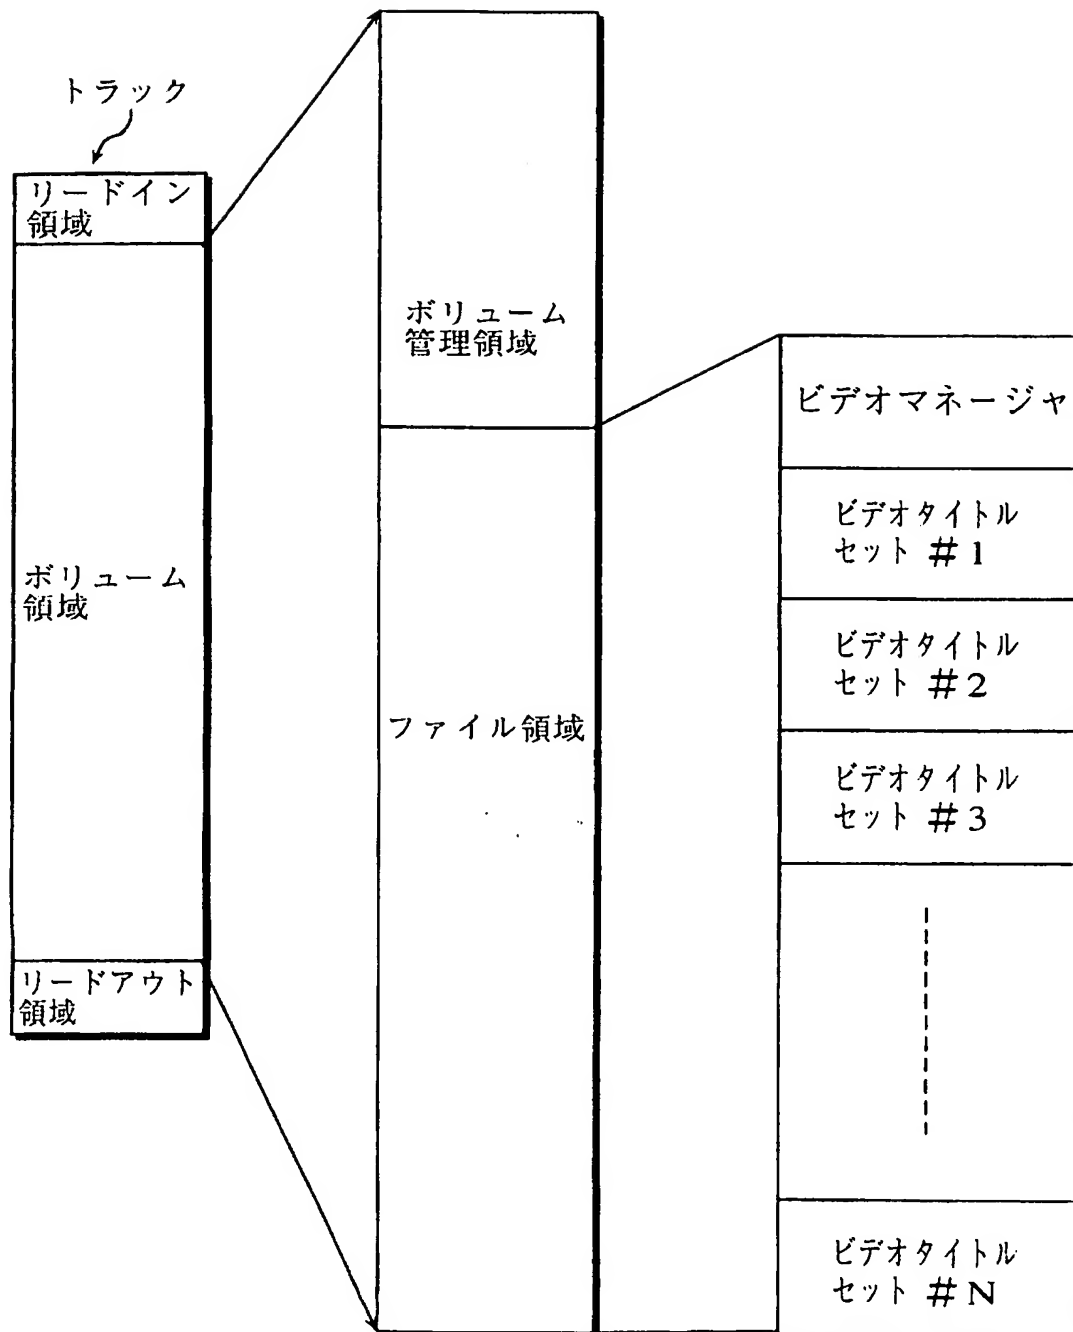 トラック
リードイン
領域
ボリューム
領域
リードアウト
領域
ボリューム
管理領域
ファイル領域
ビデオマネージャ
ビデオタイトル
セット #1
ビデオタイトル
セット #2
ビデオタイトル
セット #3
ビデオタイトル
セット #N